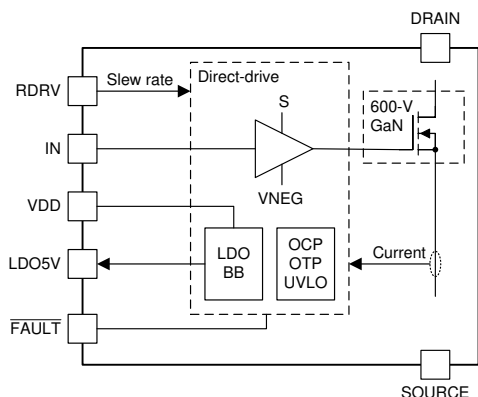 DRAIN
Slew rate
Direct-drive
RDRV
600-V
GaN
S
IN
VNEG
VDD
LDO
BB
OCP
OTP
UVLO
Current
LDO5V
FAULT
SOURCE